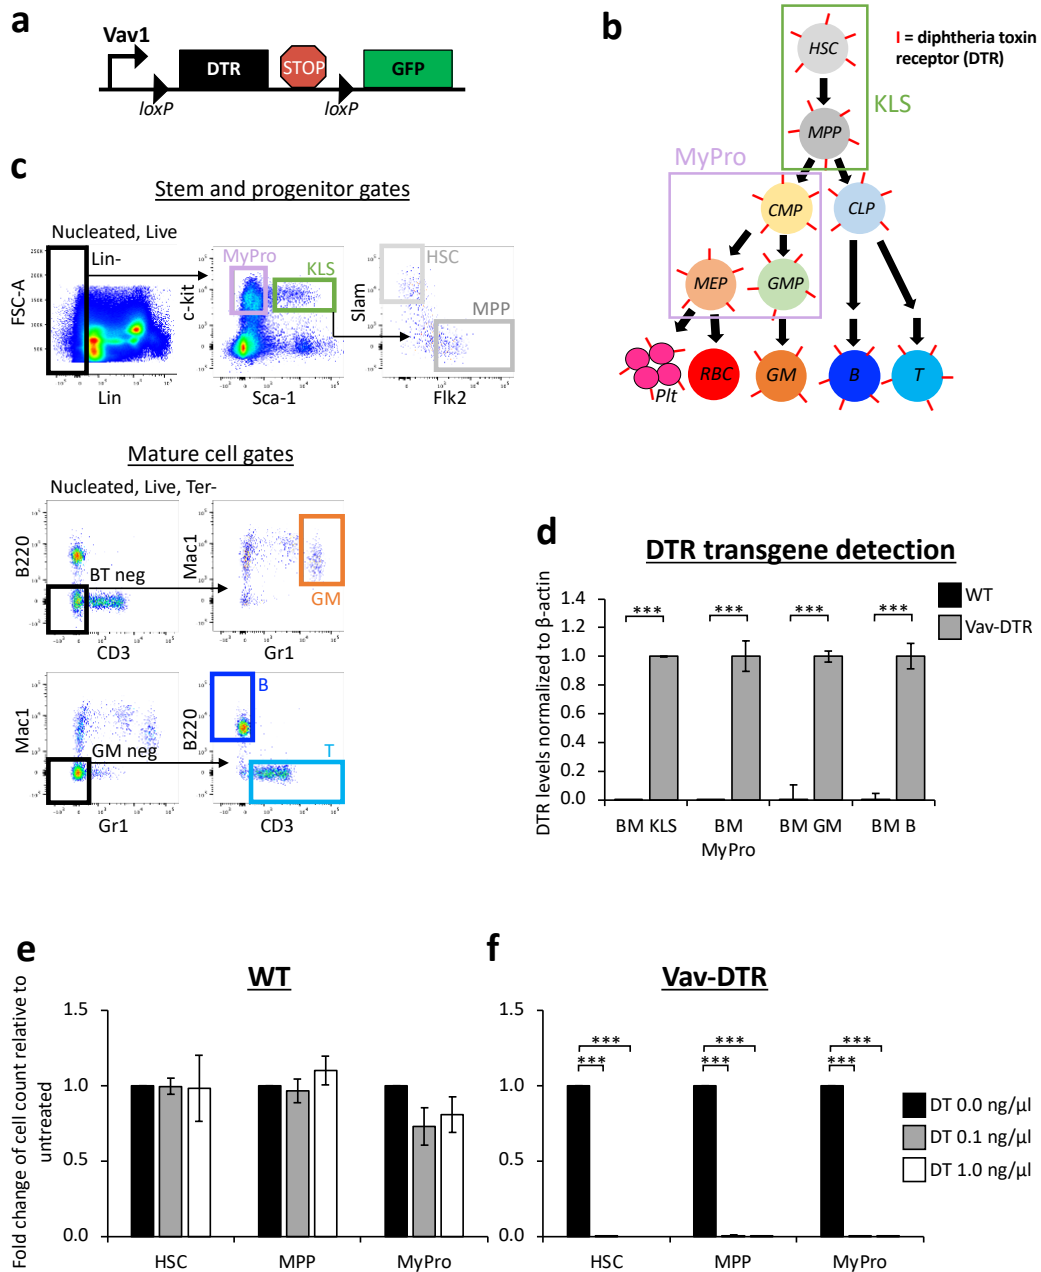 a
Vav1
DTR
STOP
GFP
loxP
loxP
b
HSC
MPP
KLS
MyPro
CMP
CLP
MEP
GMP
Plt
RBC
GM
B
T
I = diphtheria toxin
receptor (DTR)
c
Stem and progenitor gates
Nucleated, Live
Lin-
FSC-A
250K
200K
150K
100K
50K
Lin
MyPro
KLS
c-kit
Sca-1
HSC
MPP
Slam
Flk2
Mature cell gates
Nucleated, Live, Ter-
B220
BT neg
CD3
Mac1
GM
Gr1
Mac1
GM neg
Gr1
B220
B
T
CD3
d
DTR transgene detection
WT
Vav-DTR
DTR levels normalized to β-actin
1.4
1.2
1.0
0.8
0.6
0.4
0.2
0.0
*** *** *** ***
BM KLS
BM
MyPro
BM GM
BM B
e
WT
Fold change of cell count relative to
untreated
1.5
1.0
0.5
0.0
HSC
MPP
MyPro
f
Vav-DTR
1.5
1.0
0.5
0.0
*** *** ***
*** *** ***
HSC
MPP
MyPro
DT 0.0 ng/µl
DT 0.1 ng/µl
DT 1.0 ng/µl